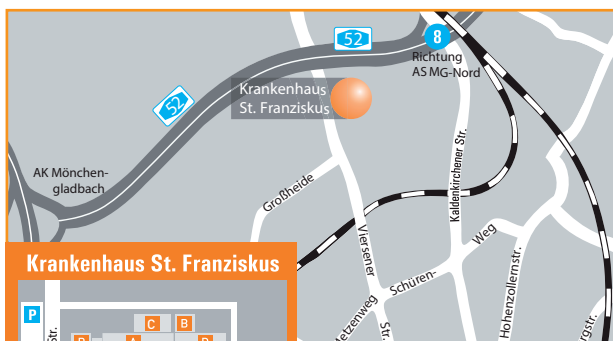 52
8
Richtung
AS MG-Nord
Krankenhaus
St. Franziskus
52
AK Mönchen-
gladbach
Großheide
Kaldenkirchener Str.
Viersener
Str.
Schüren-
Weg
Hohenzollernstr.
Krankenhaus St. Franziskus
P
Str.
C
B
A